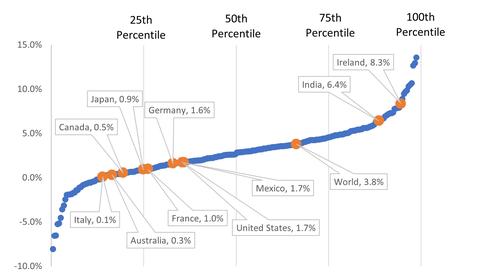 25th
Percentile
50th
Percentile
75th
Percentile
100th
Percentile
15.0%
10.0%
5.0%
0.0%
-5.0%
-10.0%
Ireland, 8.3%
India, 6.4%
Japan, 0.9%
Germany, 1.6%
Canada, 0.5%
Mexico, 1.7%
World, 3.8%
Italy, 0.1%
France, 1.0%
United States, 1.7%
Australia, 0.3%